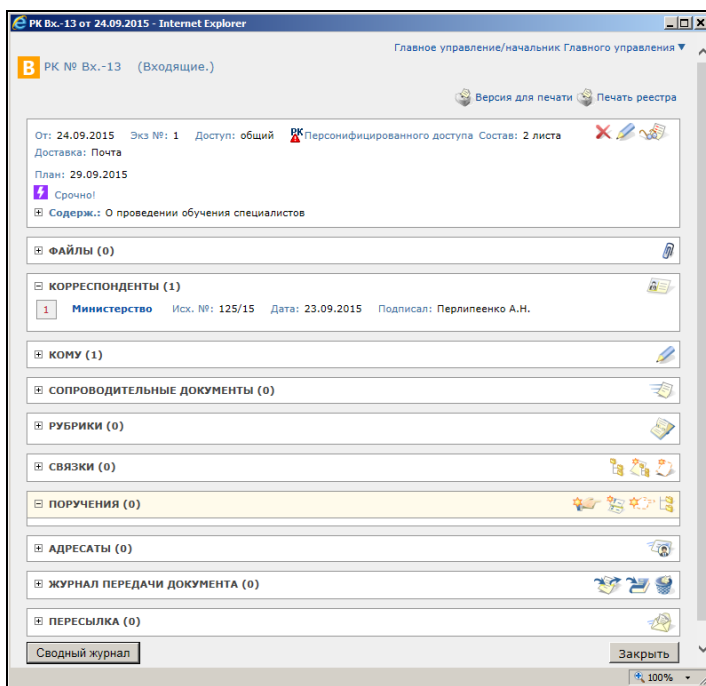 РК Вх.-13 от 24.09.2015 - Internet Explorer
Главное управление/начальник Главного управления
В РК № Вх.-13 (Входящие.)
Версия для печати Печать реестра
От: 24.09.2015 Экз №: 1 Доступ: общий РК Персонифицированного доступа Состав: 2 листа
Доставка: Почта
План: 29.09.2015
Срочно!
Содерж.: О проведении обучения специалистов
ФАЙЛЫ (0)
КОРРЕСПОНДЕНТЫ (1)
1 Министерство Исх. №: 125/15 Дата: 23.09.2015 Подписал: Перлипеенко А.Н.
КОМУ (1)
СОПРОВОДИТЕЛЬНЫЕ ДОКУМЕНТЫ (0)
РУБРИКИ (0)
СВЯЗКИ (0)
ПОРУЧЕНИЯ (0)
АДРЕСАТЫ (0)
ЖУРНАЛ ПЕРЕДАЧИ ДОКУМЕНТА (0)
ПЕРЕСЫЛКА (0)
Сводный журнал Закрыть
100%